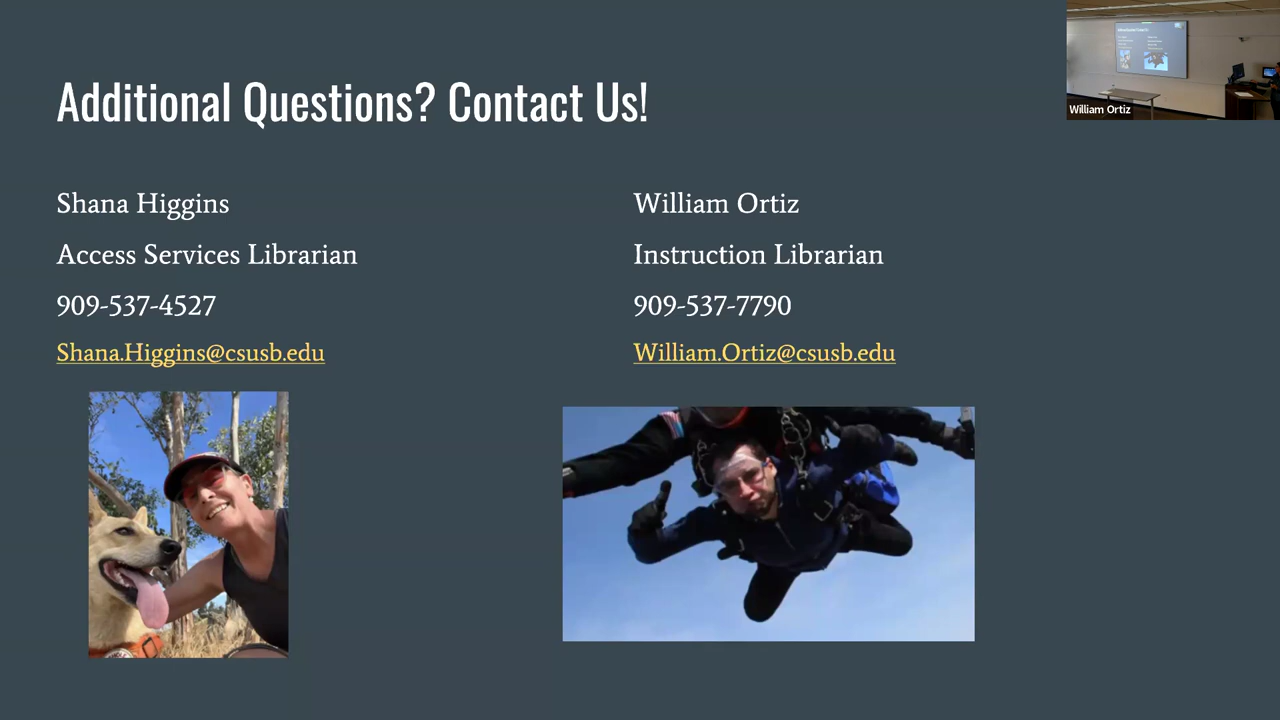 Additional Questions? Contact Us!
Shana Higgins
Access Services Librarian
909-537-4527
Shana.Higgins@csusb.edu
William Ortiz
Instruction Librarian
909-537-7790
William.Ortiz@csusb.edu
William Ortiz